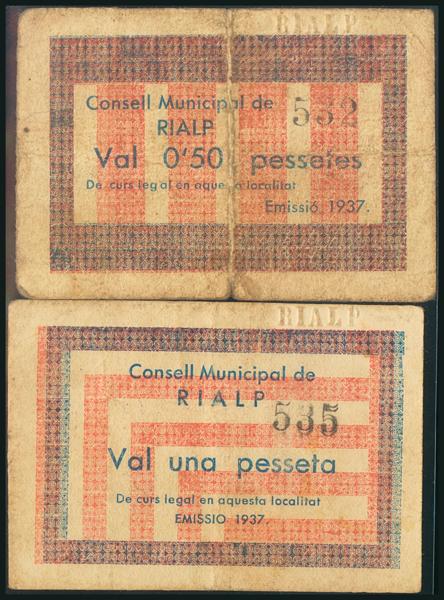 RIALP
Consell Municipal de 532
RIALP
Val 0'50 pessetes
De curs legal en aquesta localitat
Emissió 1937.
RIALP
Consell Municipal de
RIALP 535
Val una pesseta
De curs legal en aquesta localitat
EMISSIO 1937.